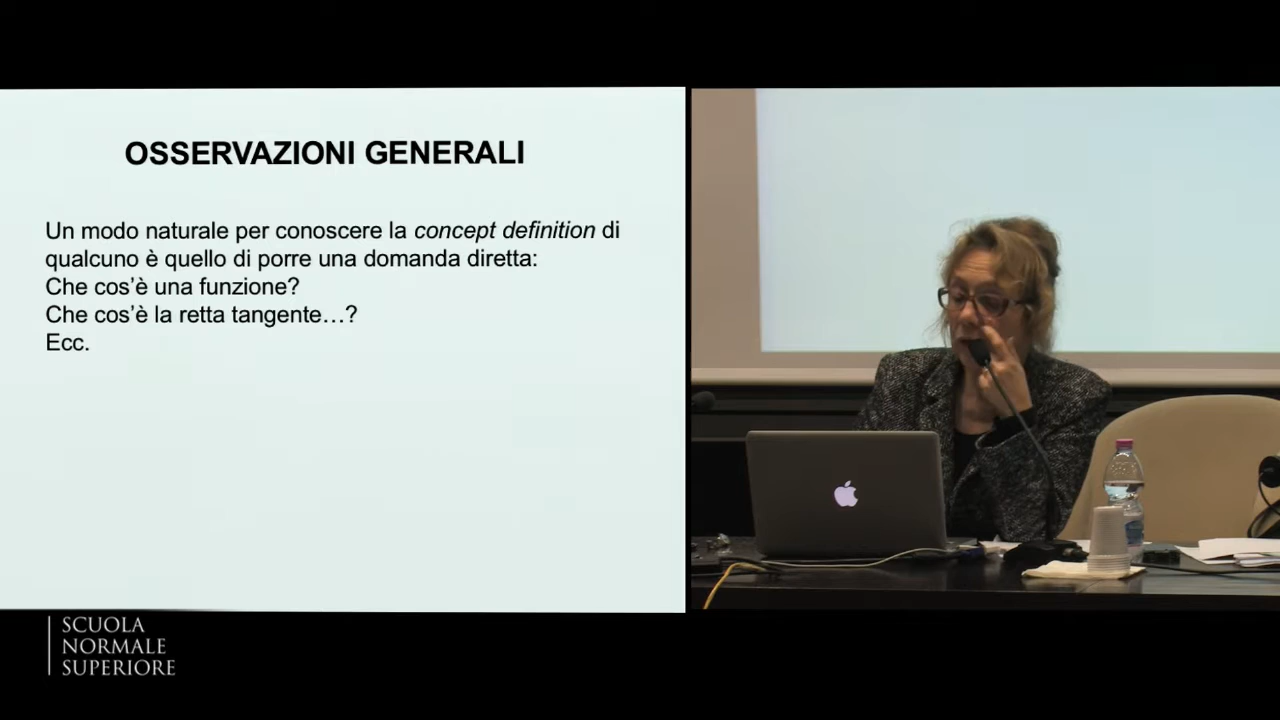 OSSERVAZIONI GENERALI
Un modo naturale per conoscere la concept definition di
qualcuno è quello di porre una domanda diretta:
Che cos’è una funzione?
Che cos’è la retta tangente…?
Ecc.
SCUOLA
NORMALE
SUPERIORE